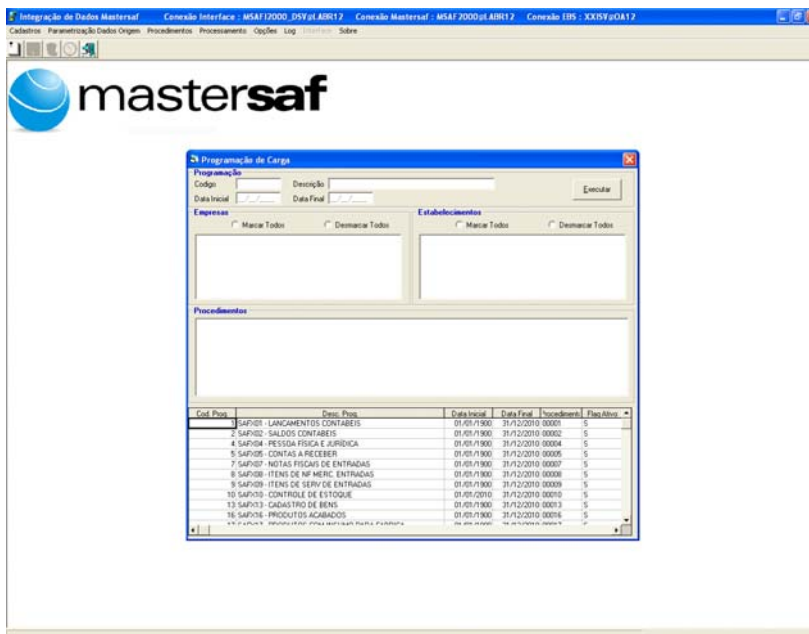 Integração de Dados Mastersaf Conexão Interface : MSAFI2000_DSV@LABR12 Conexão Mastersaf : MSAF2000@LABR12 Conexão EBS : XXISV@OA12
Cadastros Parametrização Dados Origem Procedimentos Processamento Opções Log Interface Sobre
mastersaf
Programação de Carga
Programação
Codigo Descrição Executar
Data Inicial __/__/____ Data Final __/__/____
Empresas Estabelecimentos
Marcar Todos Desmarcar Todos Marcar Todos Desmarcar Todos
Procedimentos
Cod. Prog. Desc. Prog. Data Inicial Data Final Procedimento Flag Ativo
1 SAFX01 - LANCAMENTOS CONTABEIS 01/01/1900 31/12/2010 00001 S
2 SAFX02 - SALDOS CONTABEIS 01/01/1900 31/12/2010 00002 S
4 SAFX04 - PESSOA FÍSICA E JURÍDICA 01/01/1900 31/12/2010 00004 S
5 SAFX05 - CONTAS A RECEBER 01/01/1900 31/12/2010 00005 S
7 SAFX07 - NOTAS FISCAIS DE ENTRADAS 01/01/1900 31/12/2010 00007 S
8 SAFX08 - ITENS DE NF MERC. ENTRADAS 01/01/1900 31/12/2010 00008 S
9 SAFX09 - ITENS DE SERV DE ENTRADAS 01/01/1900 31/12/2010 00009 S
10 SAFX10 - CONTROLE DE ESTOQUE 01/01/2010 31/12/2010 00010 S
13 SAFX13 - CADASTRO DE BENS 01/01/1900 31/12/2010 00013 S
16 SAFX16 - PRODUTOS ACABADOS 01/01/1900 31/12/2010 00016 S